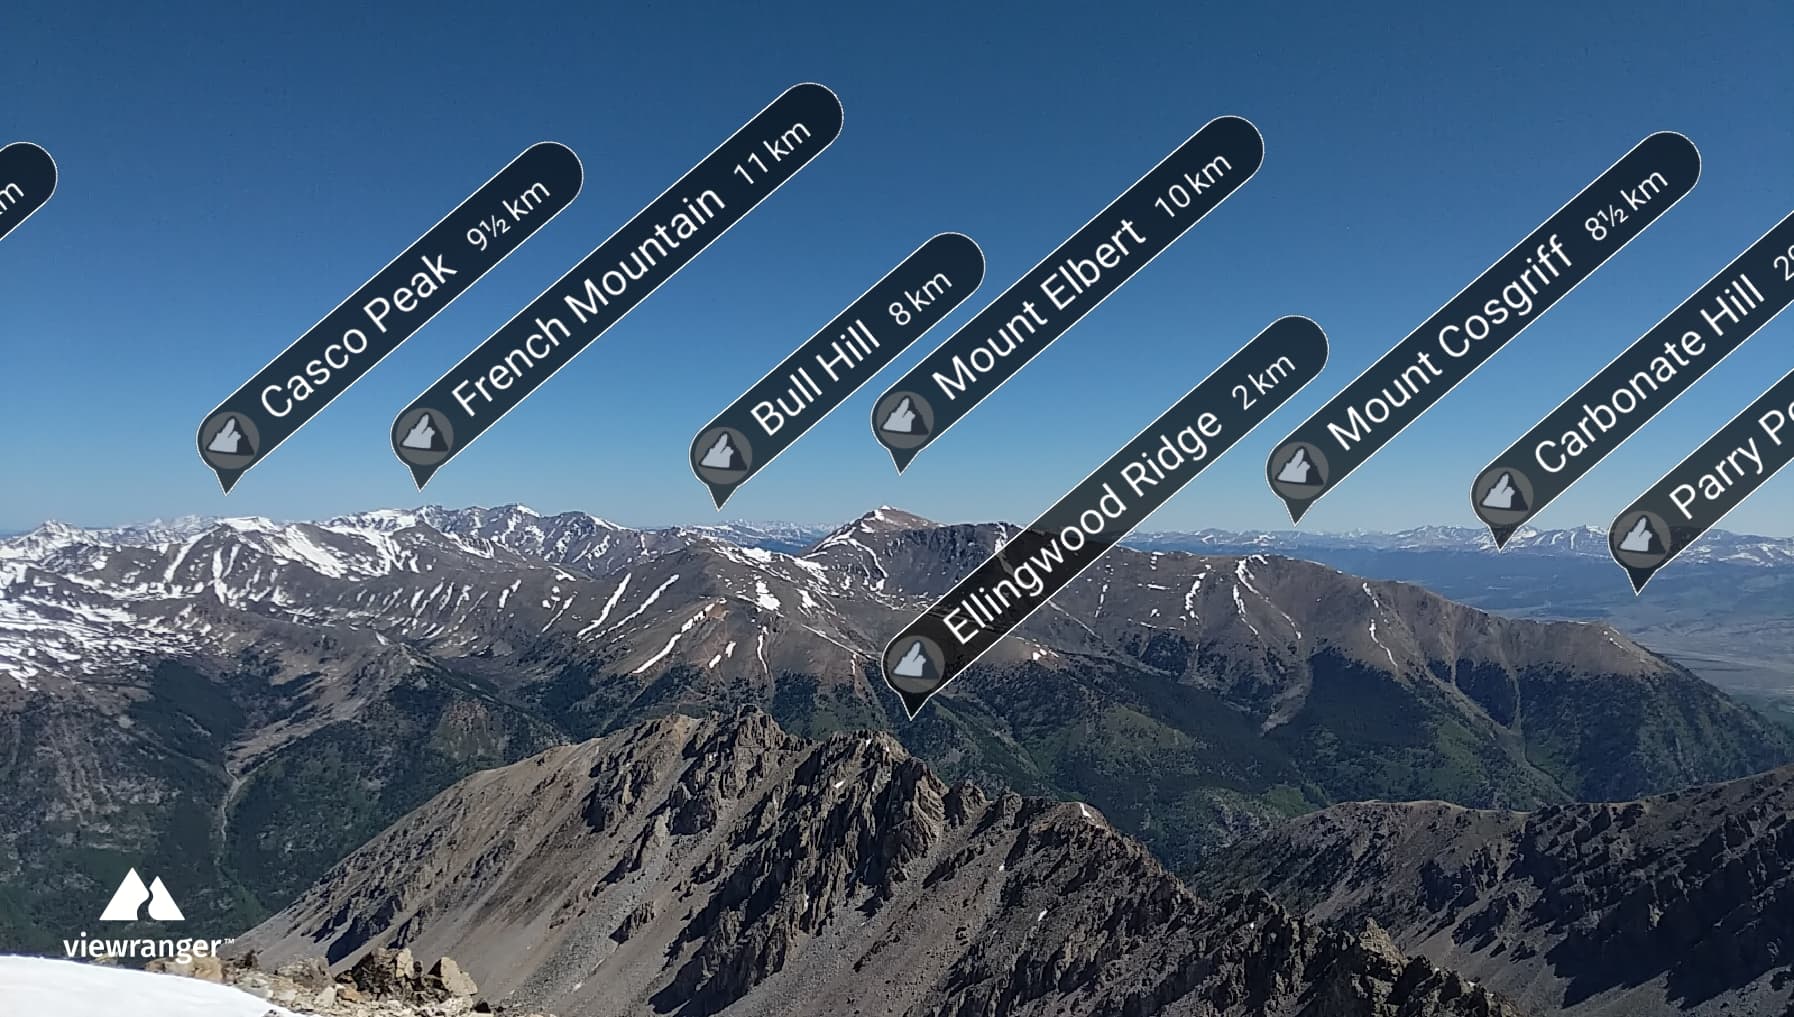 Casco Peak 9½ km
French Mountain 11 km
Bull Hill 8 km
Mount Elbert 10 km
Ellingwood Ridge 2 km
Mount Cosgriff 8½ km
Carbonate Hill
Parry
viewranger™